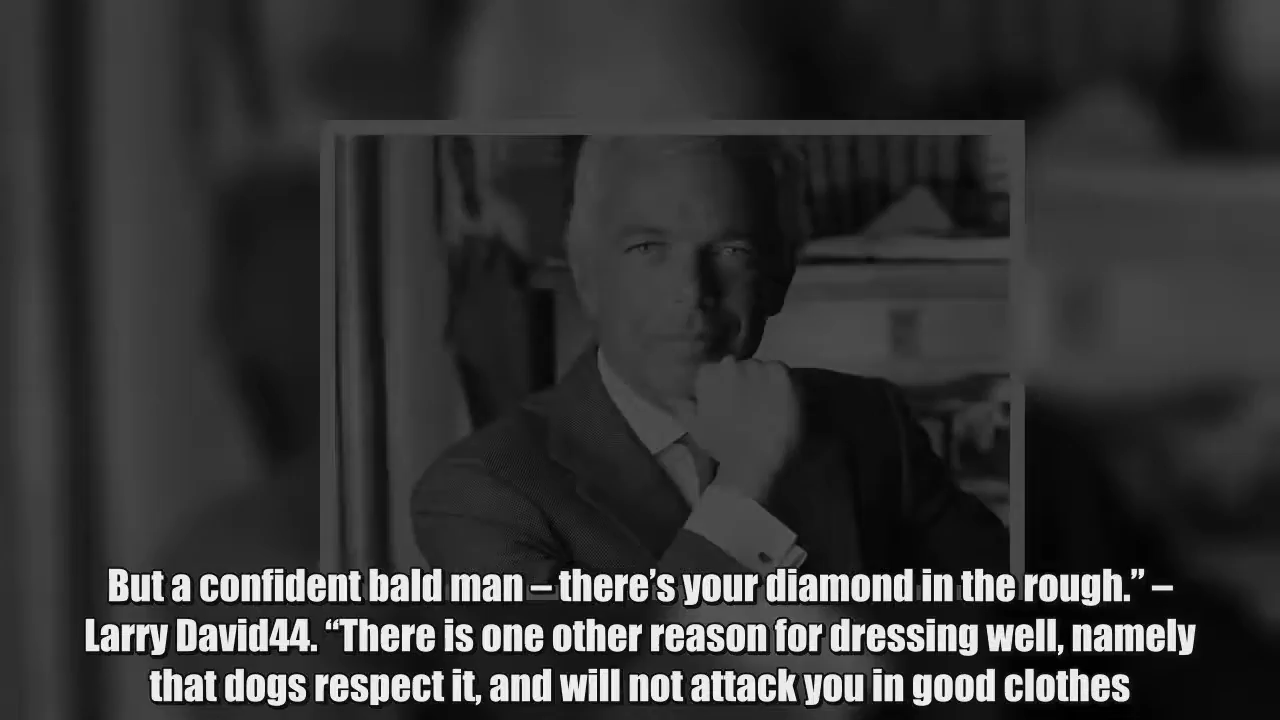 But a confident bald man – there’s your diamond in the rough.” –
Larry David44. “There is one other reason for dressing well, namely
that dogs respect it, and will not attack you in good clothes